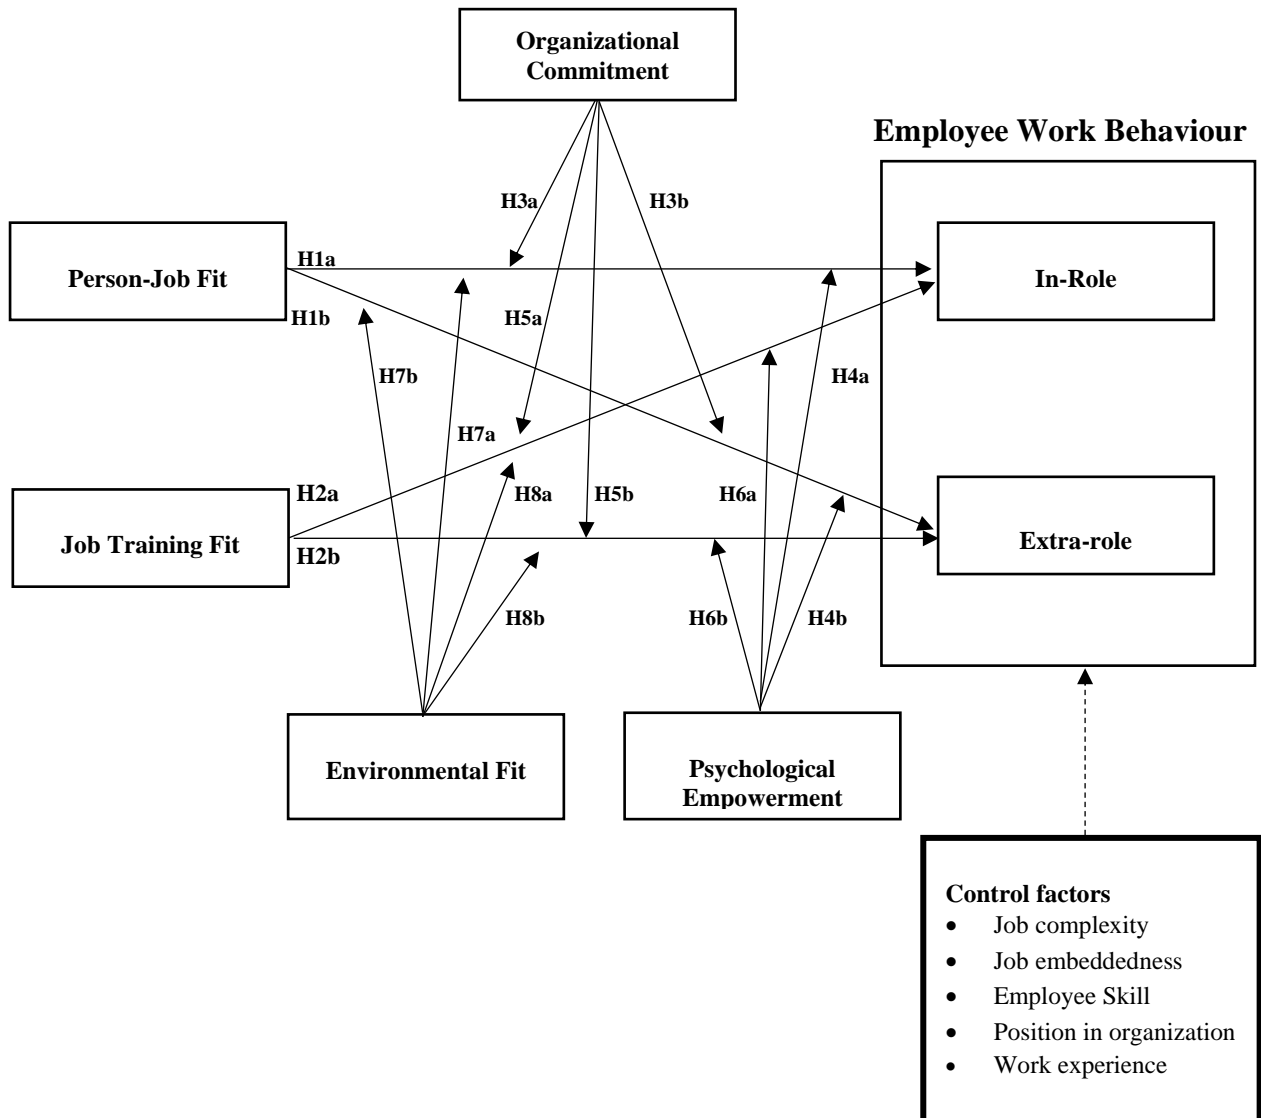 Organizational
Commitment
Employee Work Behaviour
H3a
H3b
Person-Job Fit
H1a
H1b
In-Role
H5a
H7b
H4a
H7a
Job Training Fit
H2a
H2b
H8a
H5b
H6a
Extra-role
H8b
H6b
H4b
Environmental Fit
Psychological
Empowerment
Control factors
• Job complexity
• Job embeddedness
• Employee Skill
• Position in organization
• Work experience